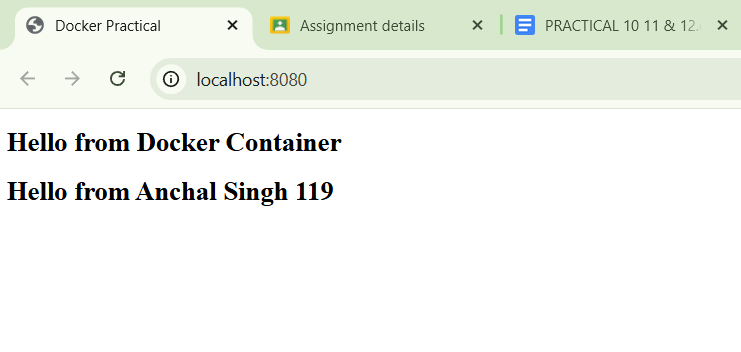 Docker Practical
Assignment details
PRACTICAL 10 11 & 12.
localhost:8080
Hello from Docker Container
Hello from Anchal Singh 119